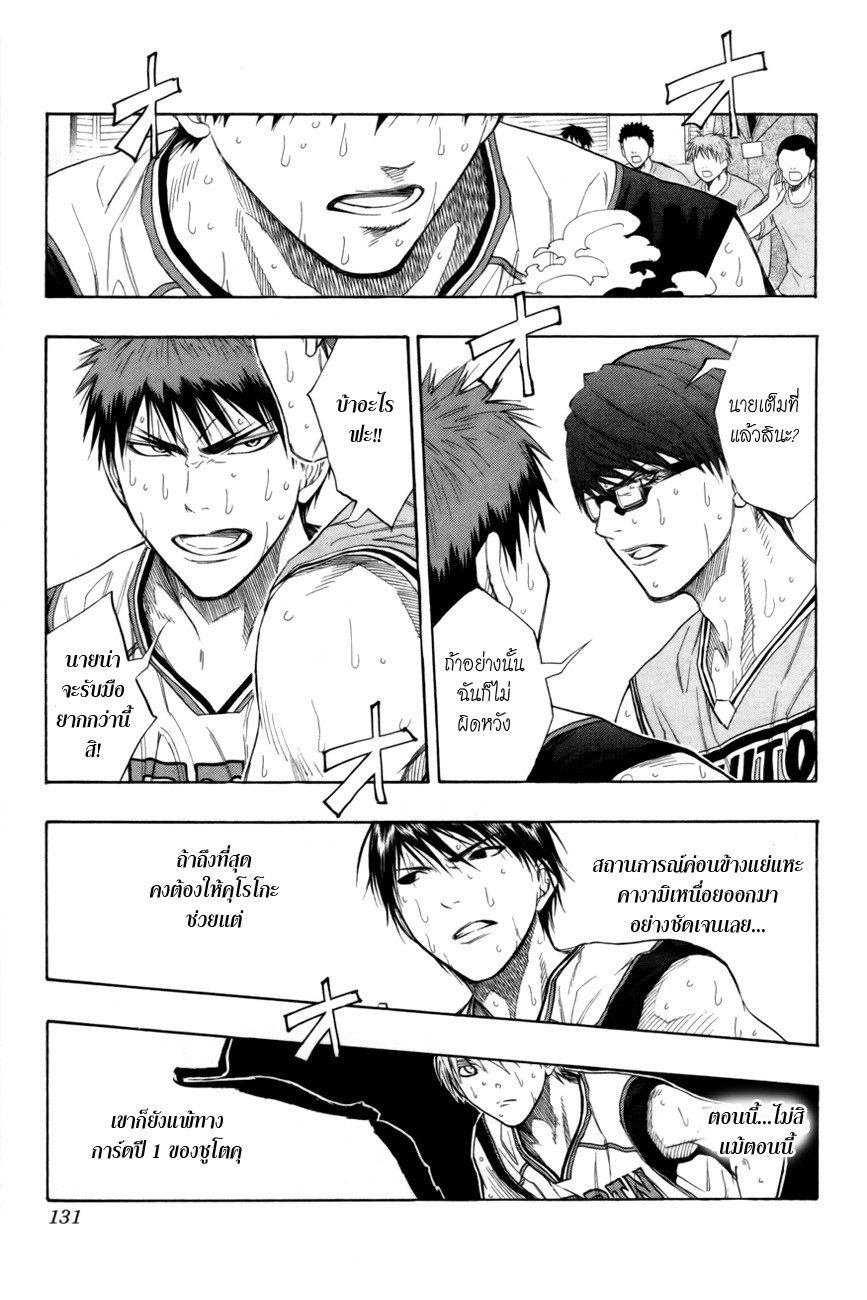 オ
オ
オ
นายเต็มที่
แล้วสินะ?
ถ้าอย่างนั้น
ฉันก็ไม่
ผิดหวัง
บ้าอะไร
ฟะ!!
นายน่า
จะรับมือ
ยากกว่านี้
สิ!
UTO
オ
สถานการณ์ค่อนข้างแย่แหะ
คางามิเหนื่อยออกมา
อย่างชัดเจนเลย...
ถ้าถึงที่สุด
คงต้องให้คุโรโกะ
ช่วยแต่
オ
ตอนนี้...ไม่สิ
แม้ตอนนี้
เขาก็ยังแพ้ทาง
การ์ดปี 1 ของชูโตคุ
131